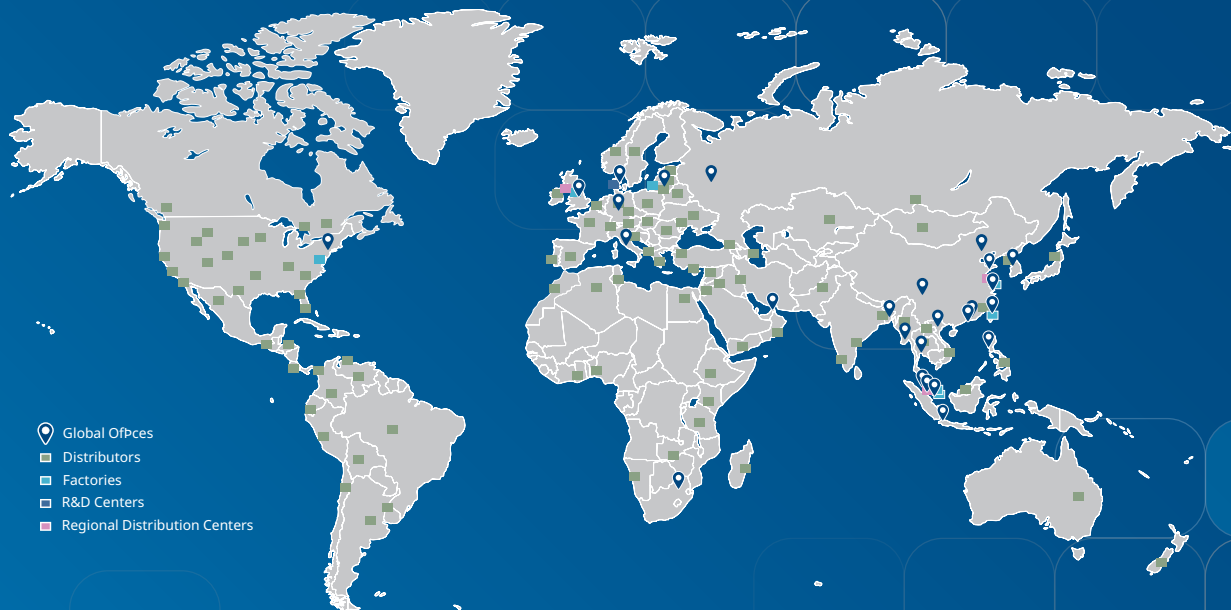 Global OfÞces
Distributors
Factories
R&D Centers
Regional Distribution Centers